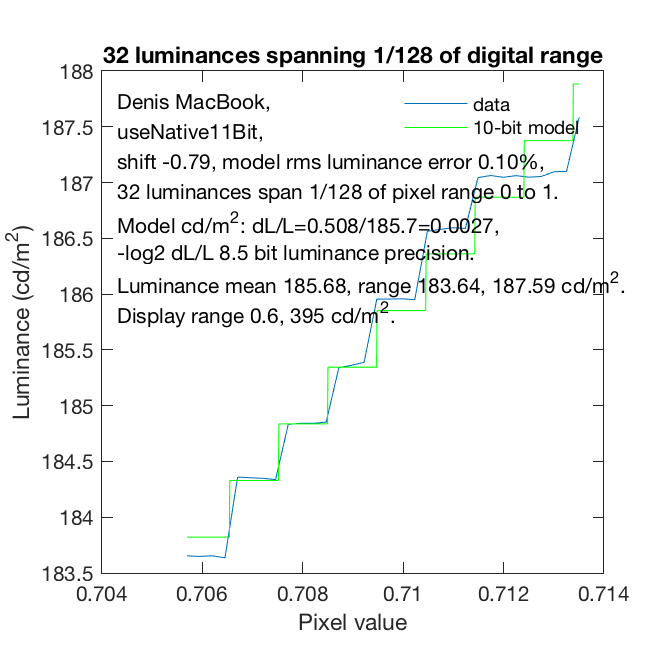 32 luminances spanning 1/128 of digital range
Denis MacBook,
useNative11Bit,
shift -0.79, model rms luminance error 0.10%,
32 luminances span 1/128 of pixel range 0 to 1.
Model cd/m²: dL/L=0.508/185.7=0.0027,
-log2 dL/L 8.5 bit luminance precision.
Luminance mean 185.68, range 183.64, 187.59 cd/m².
Display range 0.6, 395 cd/m².
data
10-bit model
Luminance (cd/m²)
188
187.5
187
186.5
186
185.5
185
184.5
184
183.5
0.704
0.706
0.708
0.71
0.712
0.714
Pixel value